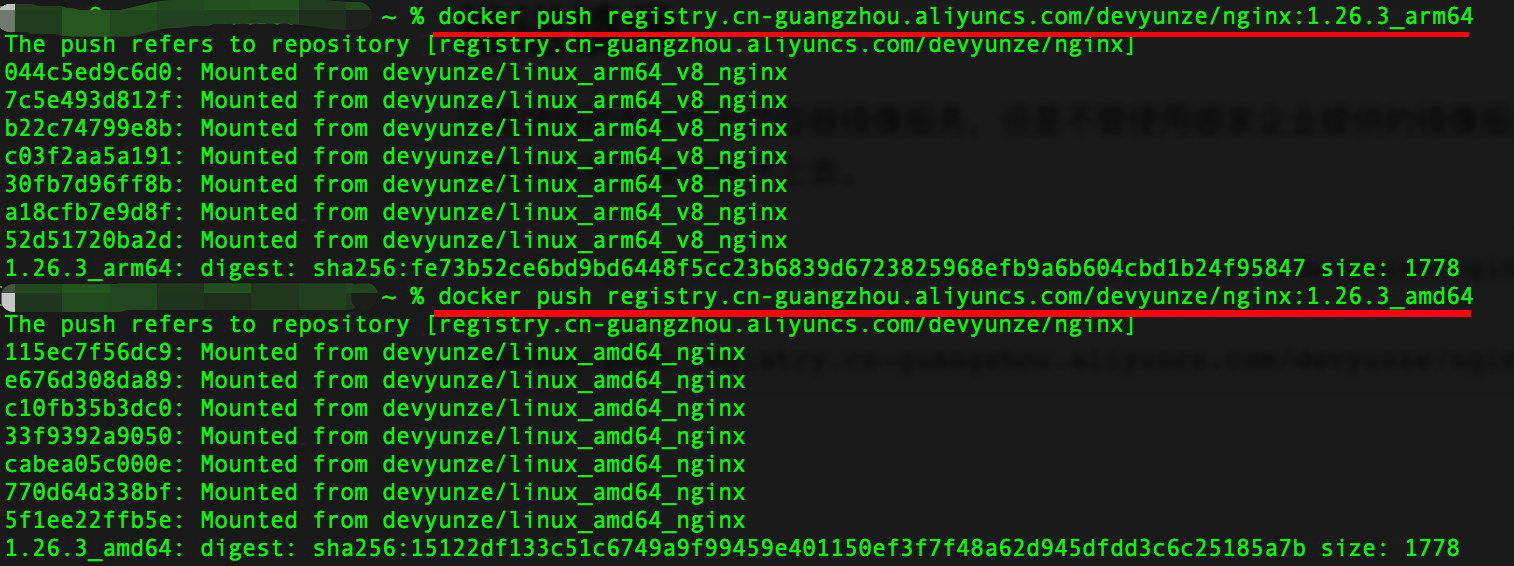 ~ % docker push registry.cn-guangzhou.aliyuncs.com/devyunze/nginx:1.26.3_arm64
The push refers to repository [registry.cn-guangzhou.aliyuncs.com/devyunze/nginx]
044c5ed9c6d0: Mounted from devyunze/linux_arm64_v8_nginx
7c5e493d812f: Mounted from devyunze/linux_arm64_v8_nginx
b22c74799e8b: Mounted from devyunze/linux_arm64_v8_nginx
c03f2aa5a191: Mounted from devyunze/linux_arm64_v8_nginx
30fb7d96ff8b: Mounted from devyunze/linux_arm64_v8_nginx
a18cfb7e9d8f: Mounted from devyunze/linux_arm64_v8_nginx
52d51720ba2d: Mounted from devyunze/linux_arm64_v8_nginx
1.26.3_arm64: digest: sha256:fe73b52ce6bd9bd6448f5cc23b6839d6723825968efb9a6b604cbd1b24f95847 size: 1778
~ % docker push registry.cn-guangzhou.aliyuncs.com/devyunze/nginx:1.26.3_amd64
The push refers to repository [registry.cn-guangzhou.aliyuncs.com/devyunze/nginx]
115ec7f56dc9: Mounted from devyunze/linux_amd64_nginx
e676d308da89: Mounted from devyunze/linux_amd64_nginx
c10fb35b3dc0: Mounted from devyunze/linux_amd64_nginx
33f9392a9050: Mounted from devyunze/linux_amd64_nginx
cabea05c000e: Mounted from devyunze/linux_amd64_nginx
770d64d338bf: Mounted from devyunze/linux_amd64_nginx
5f1ee22ffb5e: Mounted from devyunze/linux_amd64_nginx
1.26.3_amd64: digest: sha256:15122df133c51c6749a9f99459e401150ef3f7f48a62d945dfdd3c6c25185a7b size: 1778